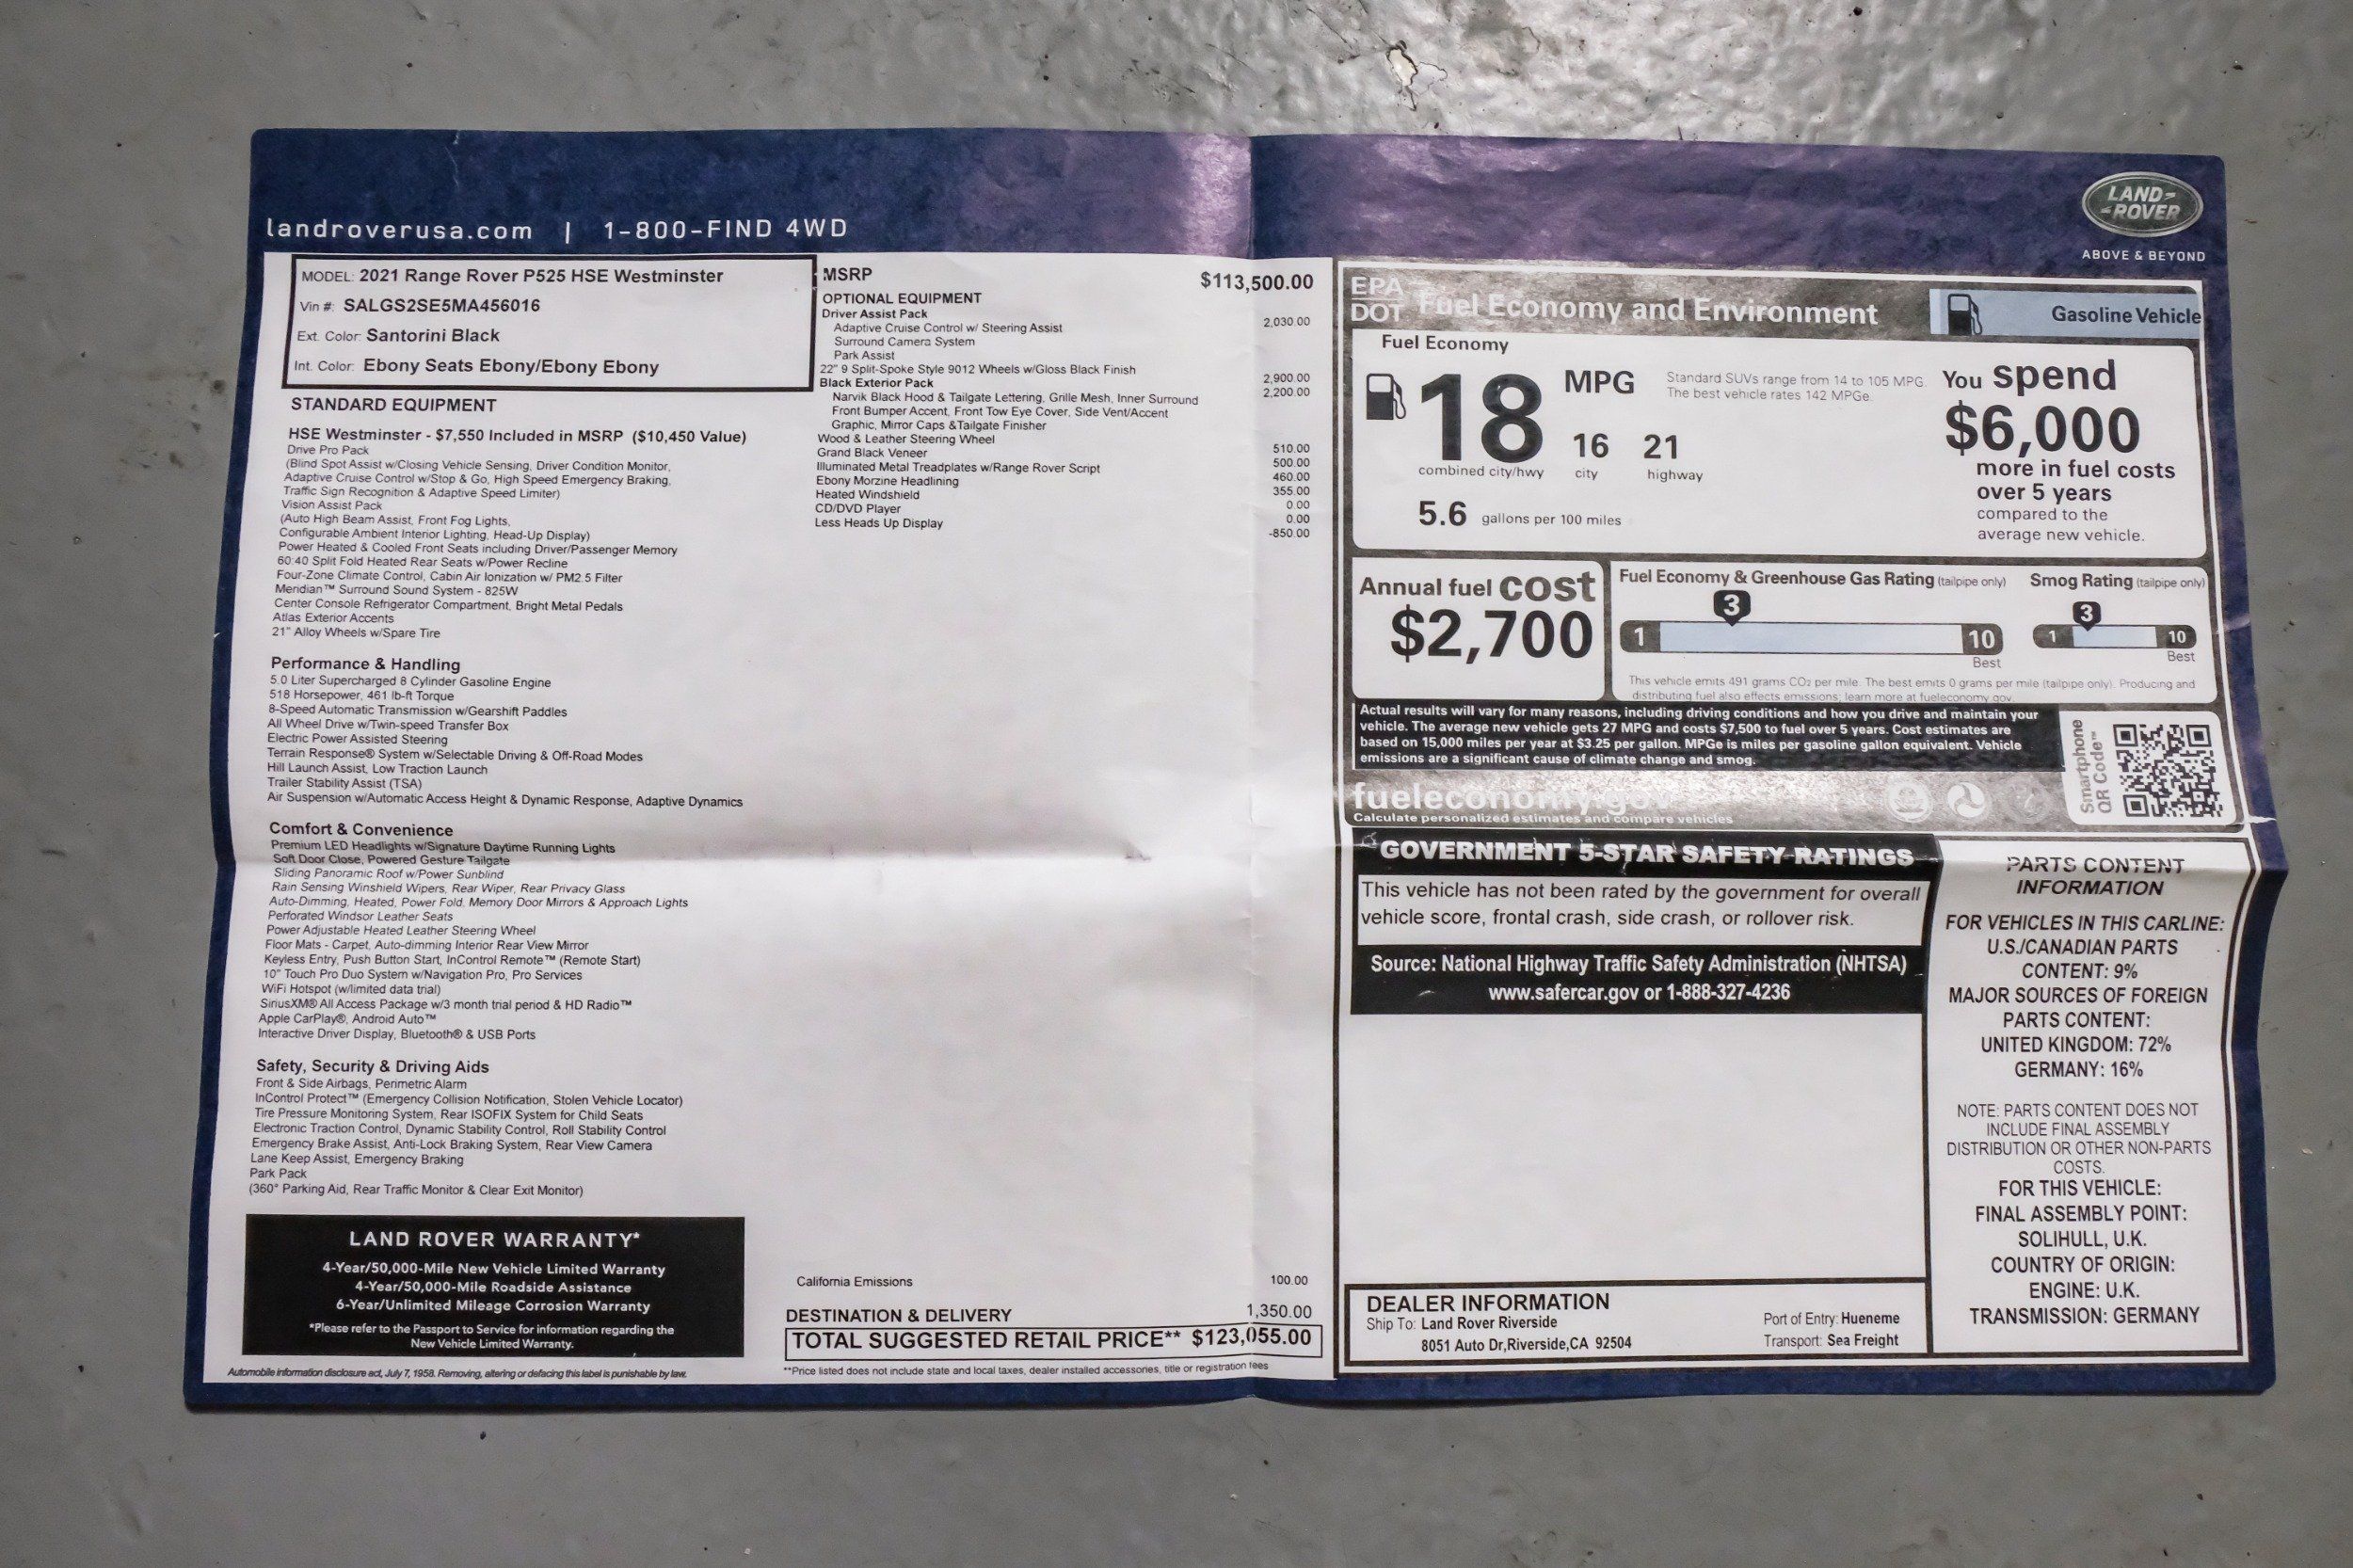 landroverusa.com | 1-800-FIND 4WD
LAND-
-ROVER
ABOVE & BEYOND
MODEL: 2021 Range Rover P525 HSE Westminster
Vin #: SALGS2SE5MA456016
Ext. Color: Santorini Black
Int. Color: Ebony Seats Ebony/Ebony Ebony
STANDARD EQUIPMENT
HSE Westminster - $7,550 Included in MSRP ($10,450 Value)
Drive Pro Pack
(Blind Spot Assist w/Closing Vehicle Sensing, Driver Condition Monitor,
Adaptive Cruise Control w/Stop & Go, High Speed Emergency Braking,
Traffic Sign Recognition & Adaptive Speed Limiter)
Vision Assist Pack
(Auto High Beam Assist, Front Fog Lights,
Configurable Ambient Interior Lighting, Head-Up Display)
Power Heated & Cooled Front Seats including Driver/Passenger Memory
60:40 Split Fold Heated Rear Seats w/Power Recline
Four-Zone Climate Control, Cabin Air Ionization w/ PM2.5 Filter
Meridian™ Surround Sound System - 825W
Center Console Refrigerator Compartment, Bright Metal Pedals
Atlas Exterior Accents
21" Alloy Wheels w/Spare Tire
Performance & Handling
5.0 Liter Supercharged 8 Cylinder Gasoline Engine
518 Horsepower, 461 lb-ft Torque
8-Speed Automatic Transmission w/Gearshift Paddles
All Wheel Drive w/Twin-speed Transfer Box
Electric Power Assisted Steering
Terrain Response® System w/Selectable Driving & Off-Road Modes
Hill Launch Assist, Low Traction Launch
Trailer Stability Assist (TSA)
Air Suspension w/Automatic Access Height & Dynamic Response, Adaptive Dynamics
Comfort & Convenience
Premium LED Headlights w/Signature Daytime Running Lights
Soft Door Close, Powered Gesture Tailgate
Sliding Panoramic Roof w/Power Sunblind
Rain Sensing Winshield Wipers, Rear Wiper, Rear Privacy Glass
Auto-Dimming, Heated, Power Fold, Memory Door Mirrors & Approach Lights
Perforated Windsor Leather Seats
Power Adjustable Heated Leather Steering Wheel
Floor Mats - Carpet, Auto-dimming Interior Rear View Mirror
Keyless Entry, Push Button Start, InControl Remote™ (Remote Start)
10" Touch Pro Duo System w/Navigation Pro, Pro Services
WiFi Hotspot (w/limited data trial)
SiriusXM® All Access Package w/3 month trial period & HD Radio™
Apple CarPlay®, Android Auto™
Interactive Driver Display, Bluetooth® & USB Ports
Safety, Security & Driving Aids
Front & Side Airbags, Perimetric Alarm
InControl Protect™ (Emergency Collision Notification, Stolen Vehicle Locator)
Tire Pressure Monitoring System, Rear ISOFIX System for Child Seats
Electronic Traction Control, Dynamic Stability Control, Roll Stability Control
Emergency Brake Assist, Anti-Lock Braking System, Rear View Camera
Lane Keep Assist, Emergency Braking
Park Pack
(360° Parking Aid, Rear Traffic Monitor & Clear Exit Monitor)
LAND ROVER WARRANTY*
4-Year/50,000-Mile New Vehicle Limited Warranty
4-Year/50,000-Mile Roadside Assistance
6-Year/Unlimited Mileage Corrosion Warranty
*Please refer to the Passport to Service for information regarding the
New Vehicle Limited Warranty.
Automobile information disclosure act, July 7, 1958. Removing, altering or defacing this label is punishable by law.
MSRP $113,500.00
OPTIONAL EQUIPMENT
Driver Assist Pack 2,030.00
Adaptive Cruise Control w/ Steering Assist
Surround Camera System
Park Assist
22" 9 Split-Spoke Style 9012 Wheels w/Gloss Black Finish 2,900.00
Black Exterior Pack 2,200.00
Narvik Black Hood & Tailgate Lettering, Grille Mesh, Inner Surround
Front Bumper Accent, Front Tow Eye Cover, Side Vent/Accent
Graphic, Mirror Caps &Tailgate Finisher
Wood & Leather Steering Wheel 510.00
Grand Black Veneer 500.00
Illuminated Metal Treadplates w/Range Rover Script 460.00
Ebony Morzine Headlining 355.00
Heated Windshield 0.00
CD/DVD Player 0.00
Less Heads Up Display -850.00
California Emissions 100.00
DESTINATION & DELIVERY 1,350.00
TOTAL SUGGESTED RETAIL PRICE** $123,055.00
**Price listed does not include state and local taxes, dealer installed accessories, title or registration fees
EPA
DOT Fuel Economy and Environment
Gasoline Vehicle
Fuel Economy
18 MPG
combined city/hwy
16 city
21 highway
5.6 gallons per 100 miles
Standard SUVs range from 14 to 105 MPG.
The best vehicle rates 142 MPGe.
You spend
$6,000
more in fuel costs
over 5 years
compared to the
average new vehicle.
Annual fuel cost
$2,700
Fuel Economy & Greenhouse Gas Rating (tailpipe only)
3
1 10
Best
Smog Rating (tailpipe only)
3
1 10
Best
This vehicle emits 491 grams CO2 per mile. The best emits 0 grams per mile (tailpipe only). Producing and
distributing fuel also effects emissions; learn more at fueleconomy.gov.
Actual results will vary for many reasons, including driving conditions and how you drive and maintain your
vehicle. The average new vehicle gets 27 MPG and costs $7,500 to fuel over 5 years. Cost estimates are
based on 15,000 miles per year at $3.25 per gallon. MPGe is miles per gasoline gallon equivalent. Vehicle
emissions are a significant cause of climate change and smog.
fueleconomy.gov
Calculate personalized estimates and compare vehicles
Smartphone
QR Code™
GOVERNMENT 5-STAR SAFETY RATINGS
This vehicle has not been rated by the government for overall
vehicle score, frontal crash, side crash, or rollover risk.
Source: National Highway Traffic Safety Administration (NHTSA)
www.safercar.gov or 1-888-327-4236
PARTS CONTENT
INFORMATION
FOR VEHICLES IN THIS CARLINE:
U.S./CANADIAN PARTS
CONTENT: 9%
MAJOR SOURCES OF FOREIGN
PARTS CONTENT:
UNITED KINGDOM: 72%
GERMANY: 16%
NOTE: PARTS CONTENT DOES NOT
INCLUDE FINAL ASSEMBLY
DISTRIBUTION OR OTHER NON-PARTS
COSTS.
FOR THIS VEHICLE:
FINAL ASSEMBLY POINT:
SOLIHULL, U.K.
COUNTRY OF ORIGIN:
ENGINE: U.K.
TRANSMISSION: GERMANY
DEALER INFORMATION
Ship To: Land Rover Riverside
8051 Auto Dr,Riverside,CA 92504
Port of Entry: Hueneme
Transport: Sea Freight